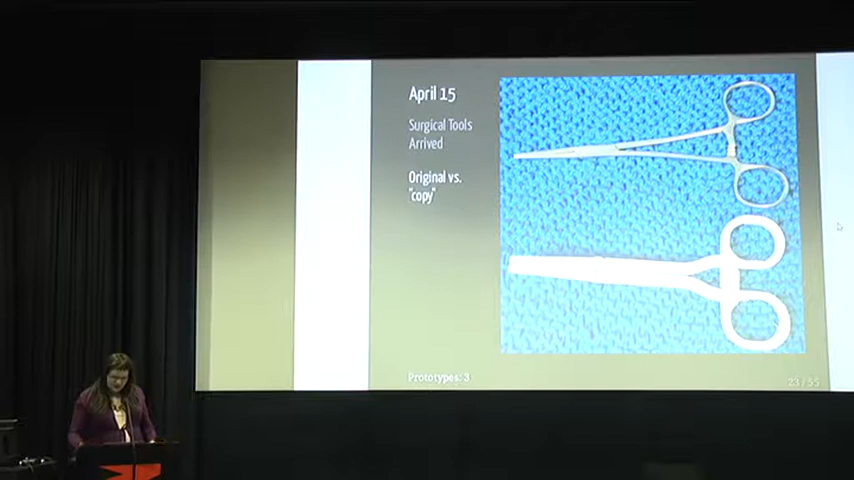 April 15
Surgical Tools
Arrived
Original vs.
"copy"
Prototypes: 3
23 / 55